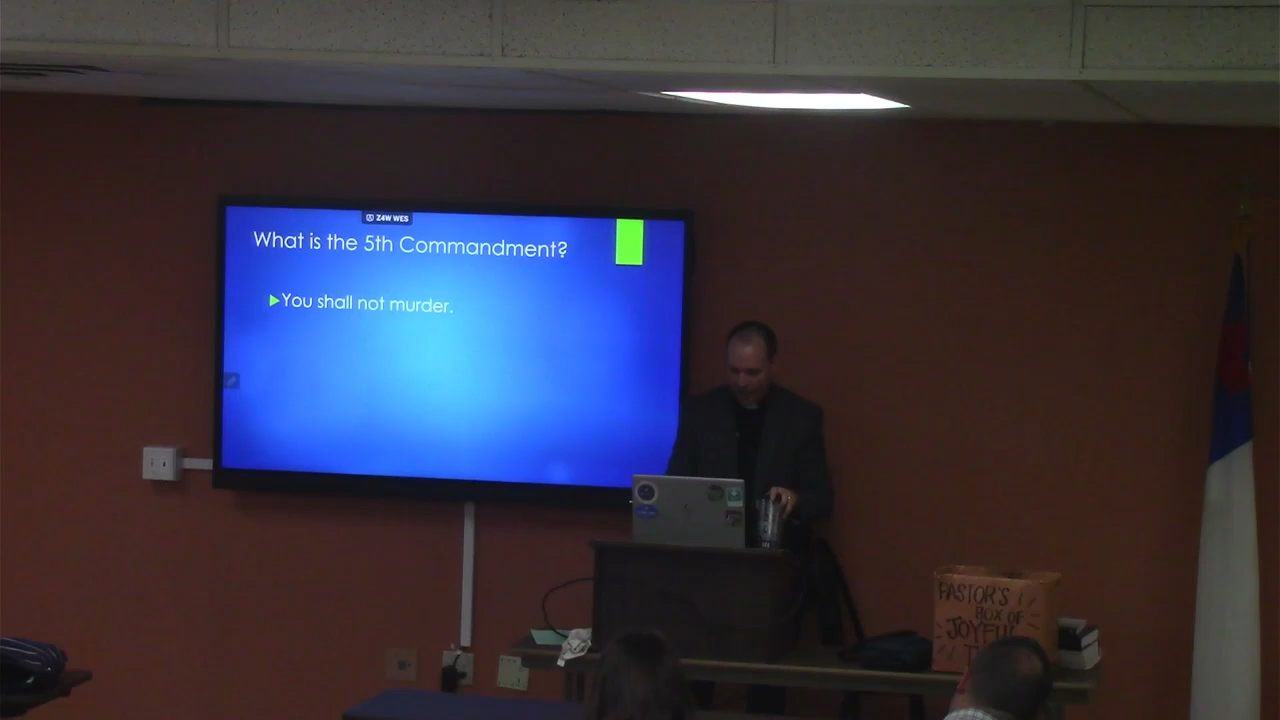 Z4W WES
What is the 5th Commandment?
You shall not murder.
PASTOR'S
BOX OF
JOYFUL